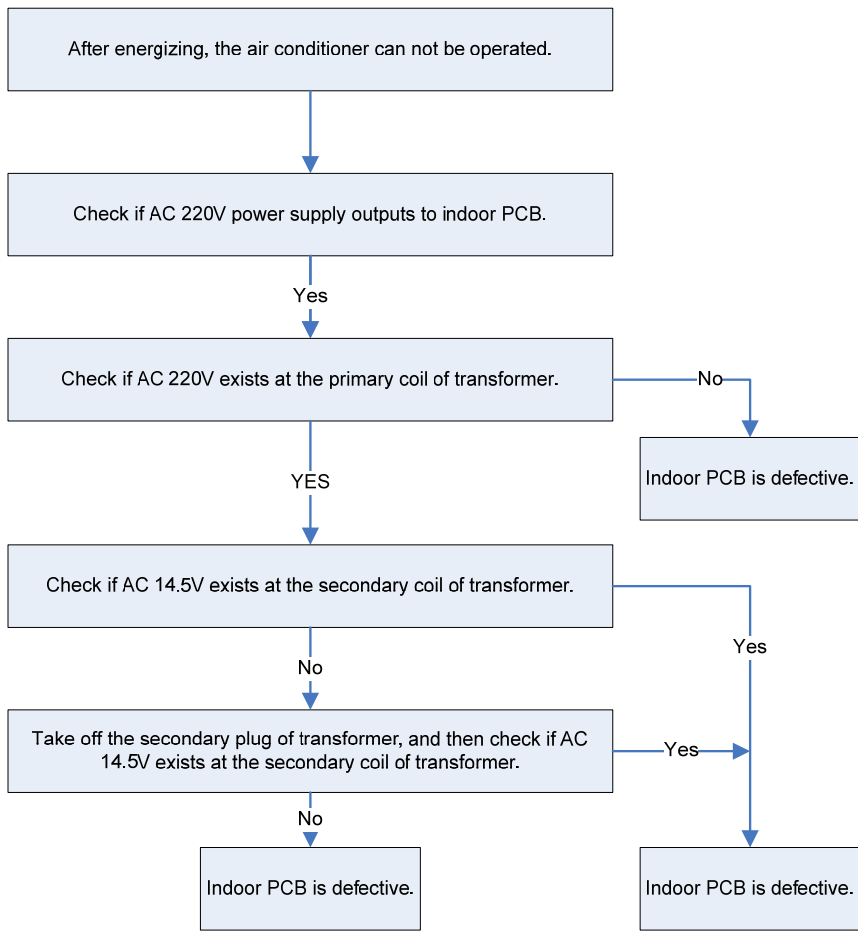 After energizing, the air conditioner can not be operated.
Check if AC 220V power supply outputs to indoor PCB.
Yes
Check if AC 220V exists at the primary coil of transformer.
No
Indoor PCB is defective.
YES
Check if AC 14.5V exists at the secondary coil of transformer.
Yes
No
Take off the secondary plug of transformer, and then check if AC
14.5V exists at the secondary coil of transformer.
Yes
No
Indoor PCB is defective.
Indoor PCB is defective.